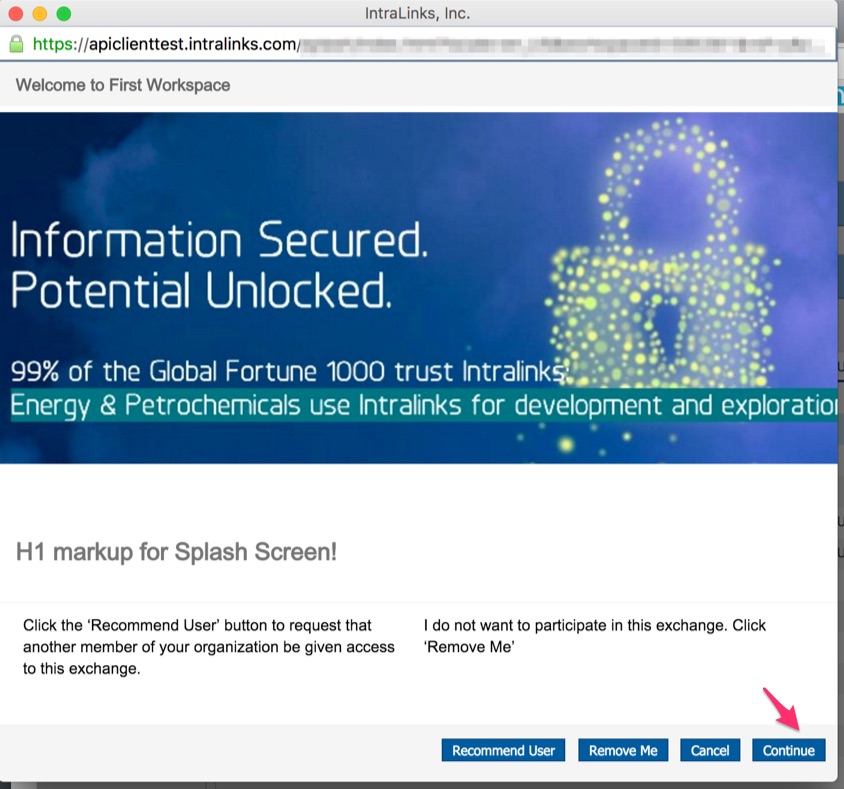 IntraLinks, Inc.
https://apiclienttest.intralinks.com/
Welcome to First Workspace
Information Secured.
Potential Unlocked.
99% of the Global Fortune 1000 trust Intralinks:
Energy & Petrochemicals use Intralinks for development and exploration
H1 markup for Splash Screen!
Click the ‘Recommend User’ button to request that
another member of your organization be given access
to this exchange.
I do not want to participate in this exchange. Click
‘Remove Me’
Recommend User
Remove Me
Cancel
Continue